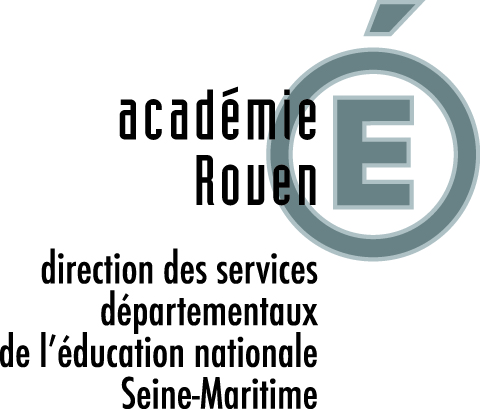 académie
Rouen
É
direction des services
départementaux
de l'éducation nationale
Seine-Maritime